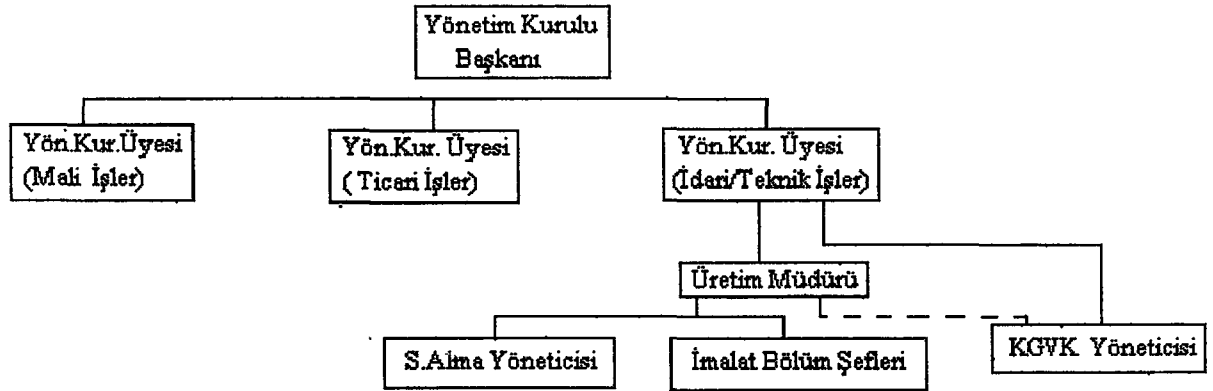 Yönetim Kurulu
Başkanı
Yön.Kur.Üyesi
(Mali İşler)
Yön.Kur. Üyesi
( Ticari İşler)
Yön.Kur. Üyesi
(İdari/Teknik İşler)
Üretim Müdürü
S.Alma Yöneticisi
İmalat Bölüm Şefleri
KGVK Yöneticisi